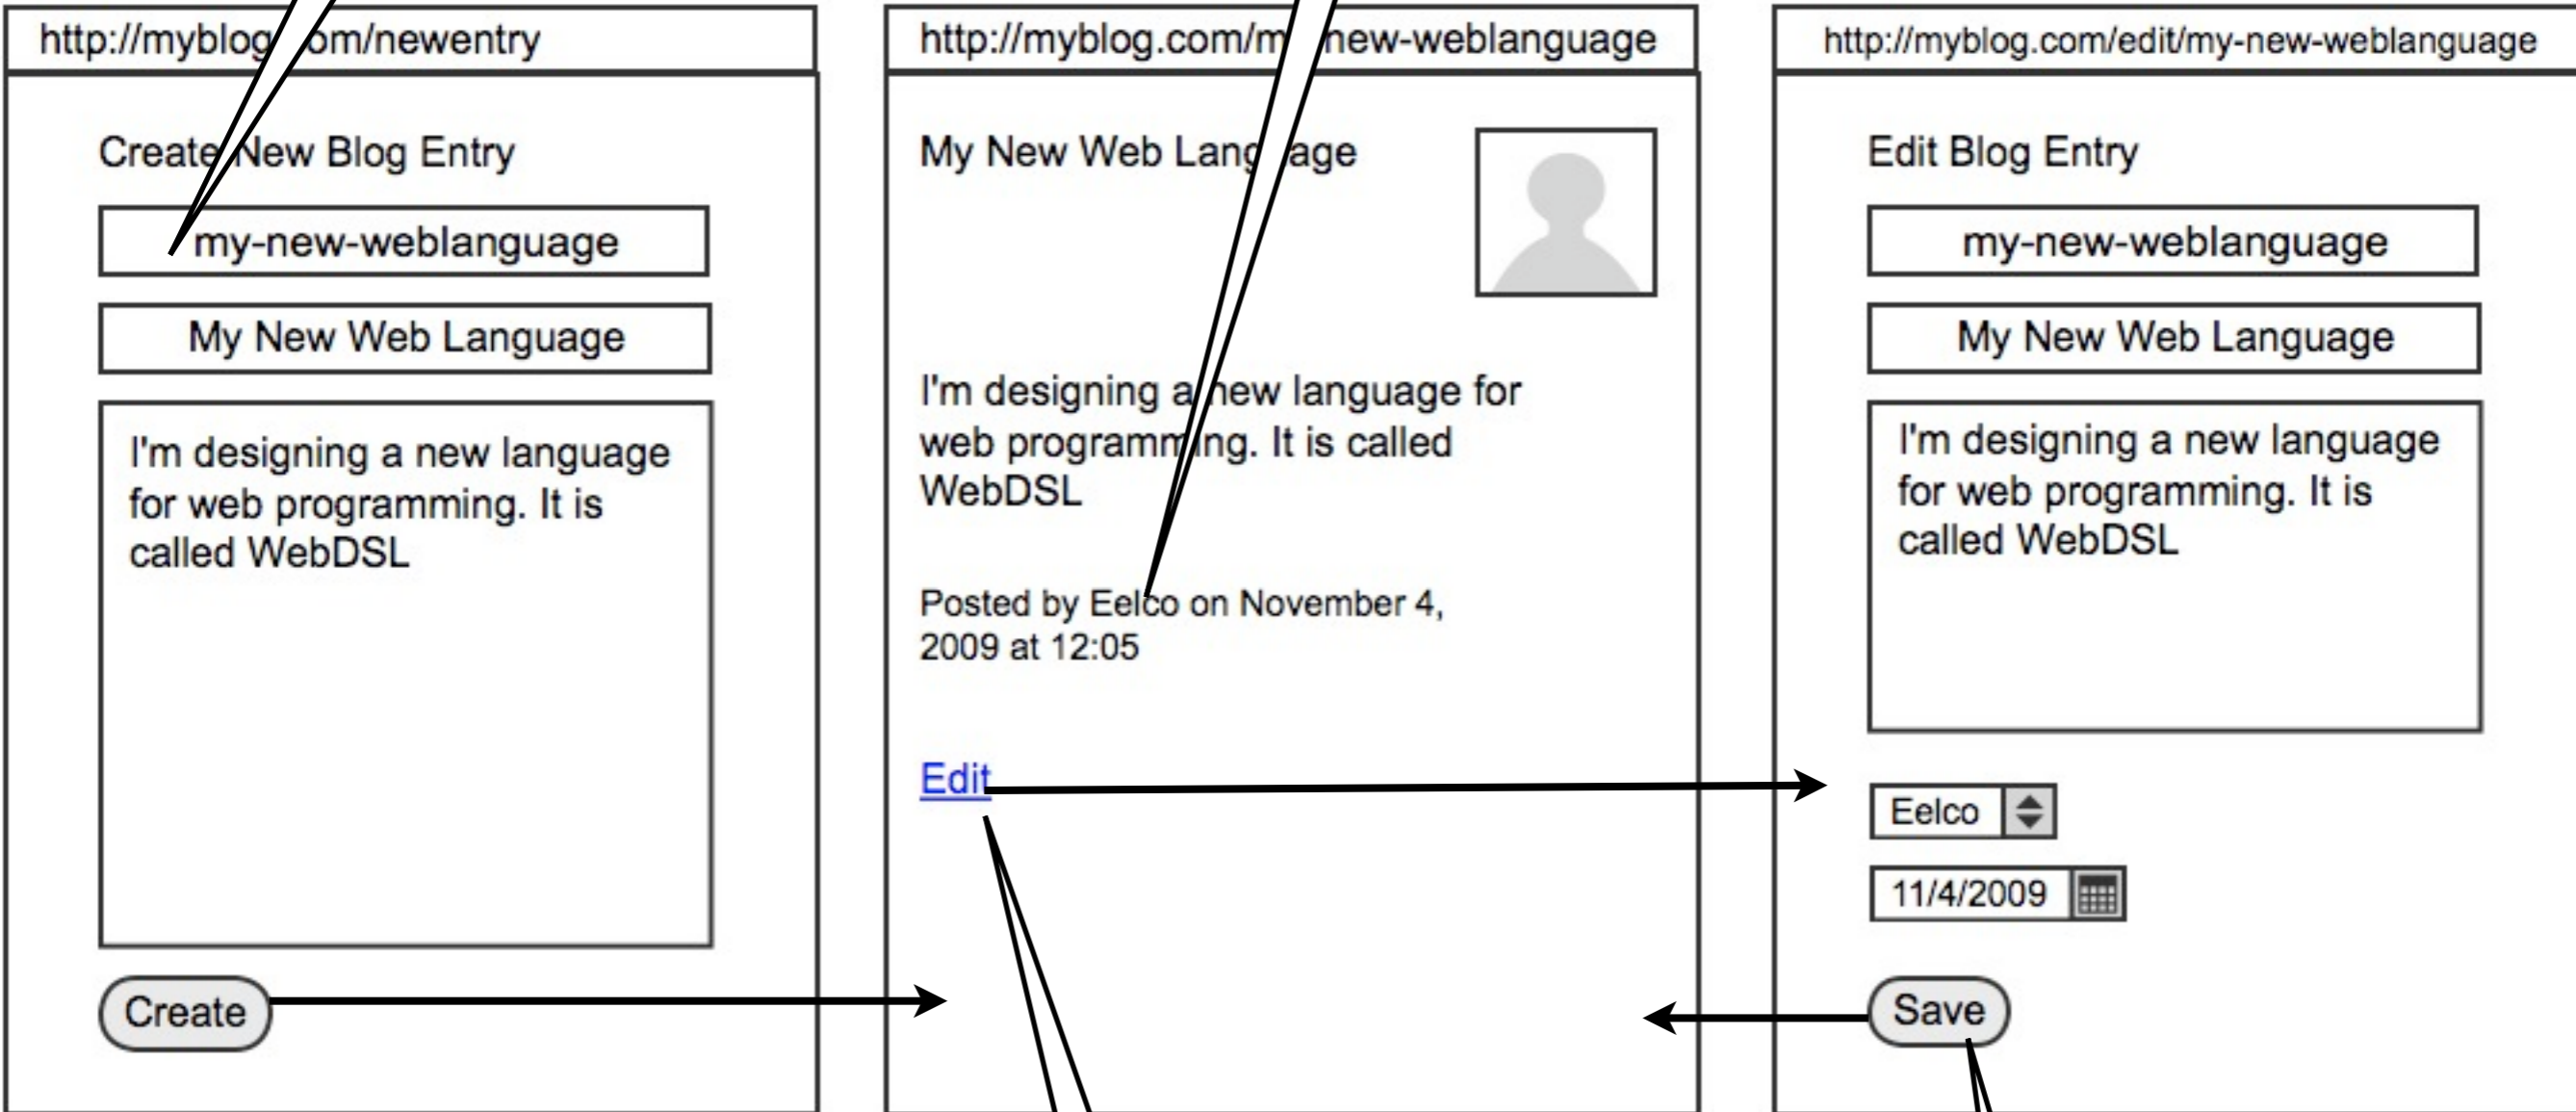 http://myblog.com/newentry
Create New Blog Entry
my-new-weblanguage
My New Web Language
I'm designing a new language
for web programming. It is
called WebDSL
Create
http://myblog.com/my-new-weblanguage
My New Web Language
I'm designing a new language for
web programming. It is called
WebDSL
Posted by Eelco on November 4,
2009 at 12:05
Edit
http://myblog.com/edit/my-new-weblanguage
Edit Blog Entry
my-new-weblanguage
My New Web Language
I'm designing a new language
for web programming. It is
called WebDSL
Eelco
11/4/2009
Save